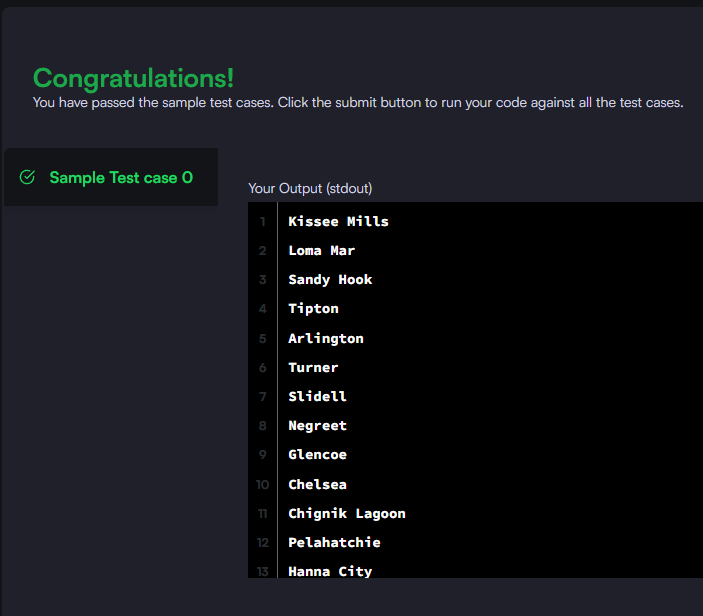 Congratulations!
You have passed the sample test cases. Click the submit button to run your code against all the test cases.
Sample Test case 0
Your Output (stdout)
1 Kissee Mills
2 Loma Mar
3 Sandy Hook
4 Tipton
5 Arlington
6 Turner
7 Slidell
8 Negreet
9 Glencoe
10 Chelsea
11 Chignik Lagoon
12 Pelahatchie
13 Hanna City